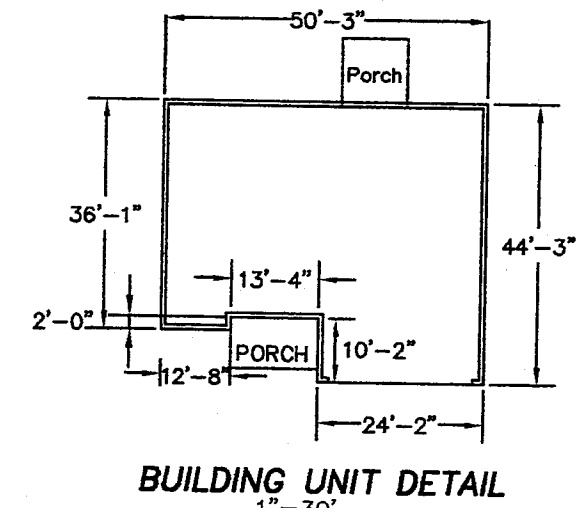 50'-3"
Porch
36'-1"
44'-3"
13'-4"
2'-0"
PORCH
10'-2"
12'-8"
24'-2"
BUILDING UNIT DETAIL